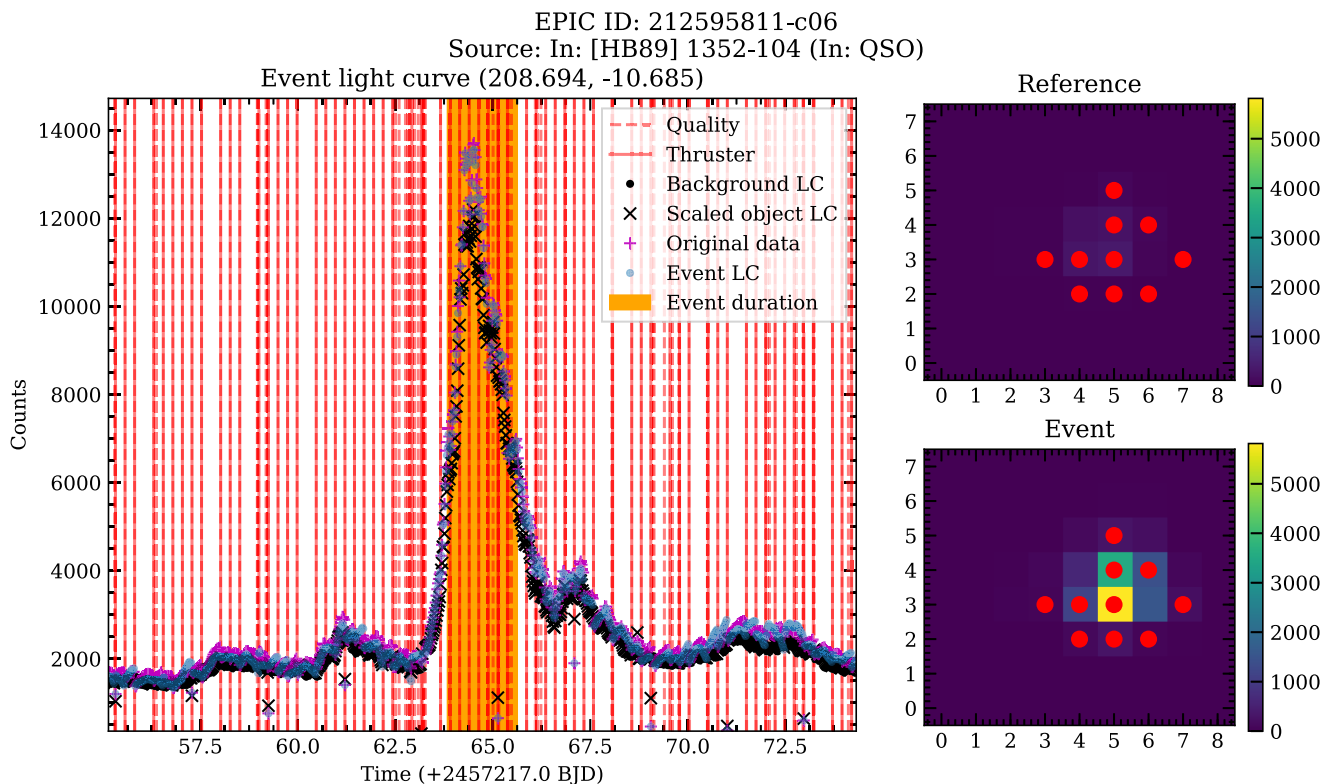 EPIC ID: 212595811-c06
Source: In: [HB89] 1352-104 (In: QSO)
Event light curve (208.694, -10.685)
Counts
14000
12000
10000
8000
6000
4000
2000
57.5 60.0 62.5 65.0 67.5 70.0 72.5
Time (+2457217.0 BJD)
Quality
Thruster
Background LC
Scaled object LC
Original data
Event LC
Event duration
Reference
7
6
5
4
3
2
1
0
0 1 2 3 4 5 6 7 8
5000
4000
3000
2000
1000
0
Event
7
6
5
4
3
2
1
0
0 1 2 3 4 5 6 7 8
5000
4000
3000
2000
1000
0